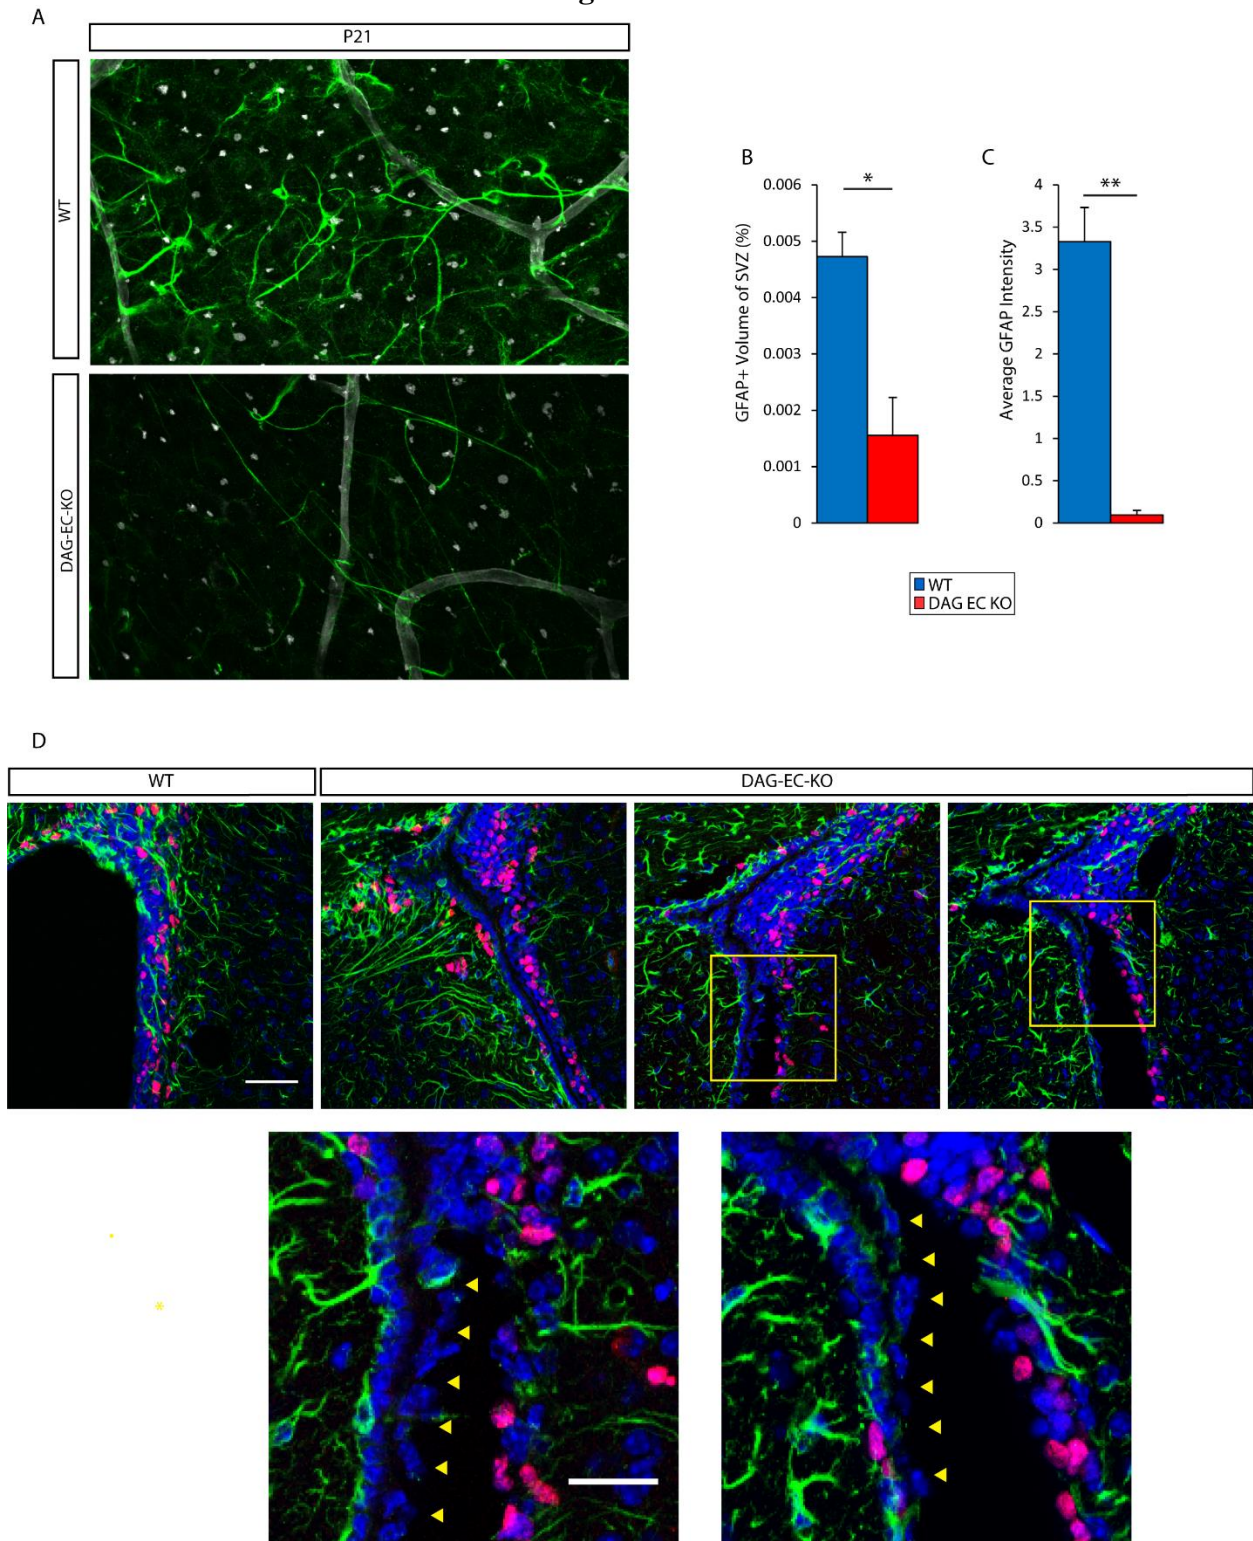 g
A
P21
WT
DAG-EC-KO
B
GFAP+ Volume of SVZ (%)
0.006
0.005
0.004
0.003
0.002
0.001
0
*
C
Average GFAP Intensity
4
3.5
3
2.5
2
1.5
1
0.5
0
**
WT
DAG EC KO
D
WT
DAG-EC-KO
*